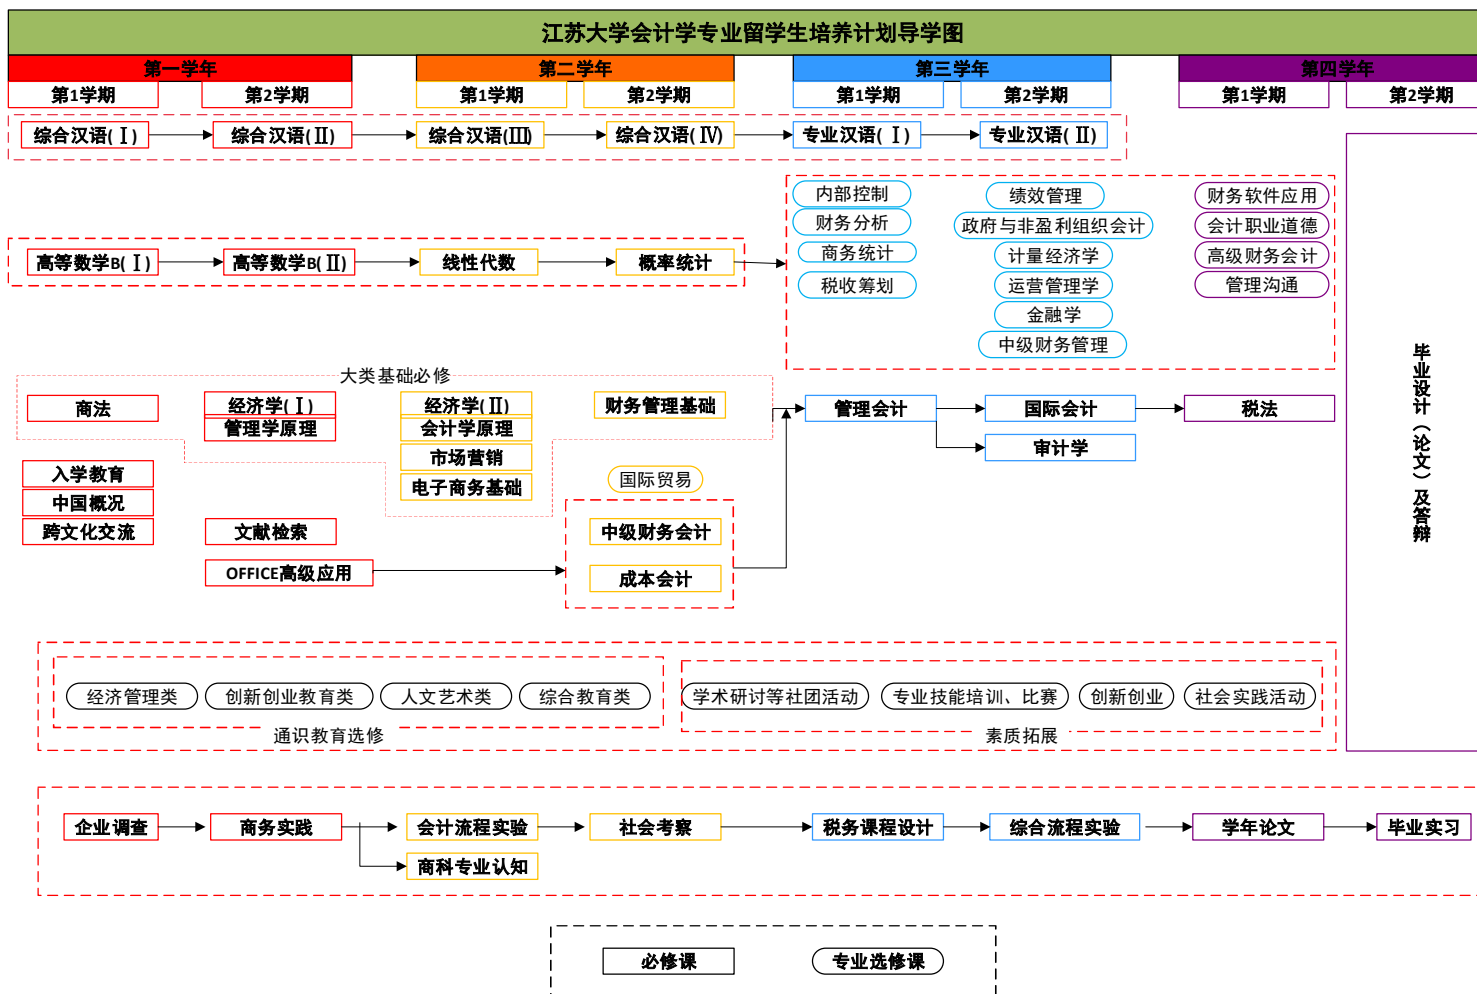 江苏大学会计学专业留学生培养计划导学图
第一学年 第二学年 第三学年 第四学年
第1学期 第2学期 第1学期 第2学期 第1学期 第2学期 第1学期 第2学期
综合汉语(Ⅰ) 综合汉语(Ⅱ) 综合汉语(Ⅲ) 综合汉语(Ⅳ) 专业汉语(Ⅰ) 专业汉语(Ⅱ)
内部控制 绩效管理 财务软件应用
财务分析 政府与非盈利组织会计 会计职业道德
商务统计 计量经济学 高级财务会计
税收筹划 运营管理学 管理沟通
金融学
中级财务管理
高等数学B(Ⅰ) 高等数学B(Ⅱ) 线性代数 概率统计
大类基础必修
商法 经济学(Ⅰ) 经济学(Ⅱ) 财务管理基础 管理会计 国际会计 税法
管理学原理 会计学原理 审计学
市场营销
入学教育 电子商务基础 国际贸易
中国概况
跨文化交流 文献检索 中级财务会计
OFFICE高级应用 成本会计
毕业设计（论文）及答辩
经济管理类 创新创业教育类 人文艺术类 综合教育类 学术研讨等社团活动 专业技能培训、比赛 创新创业 社会实践活动
通识教育选修 素质拓展
企业调查 商务实践 会计流程实验 社会考察 税务课程设计 综合流程实验 学年论文 毕业实习
商科专业认知
必修课 专业选修课